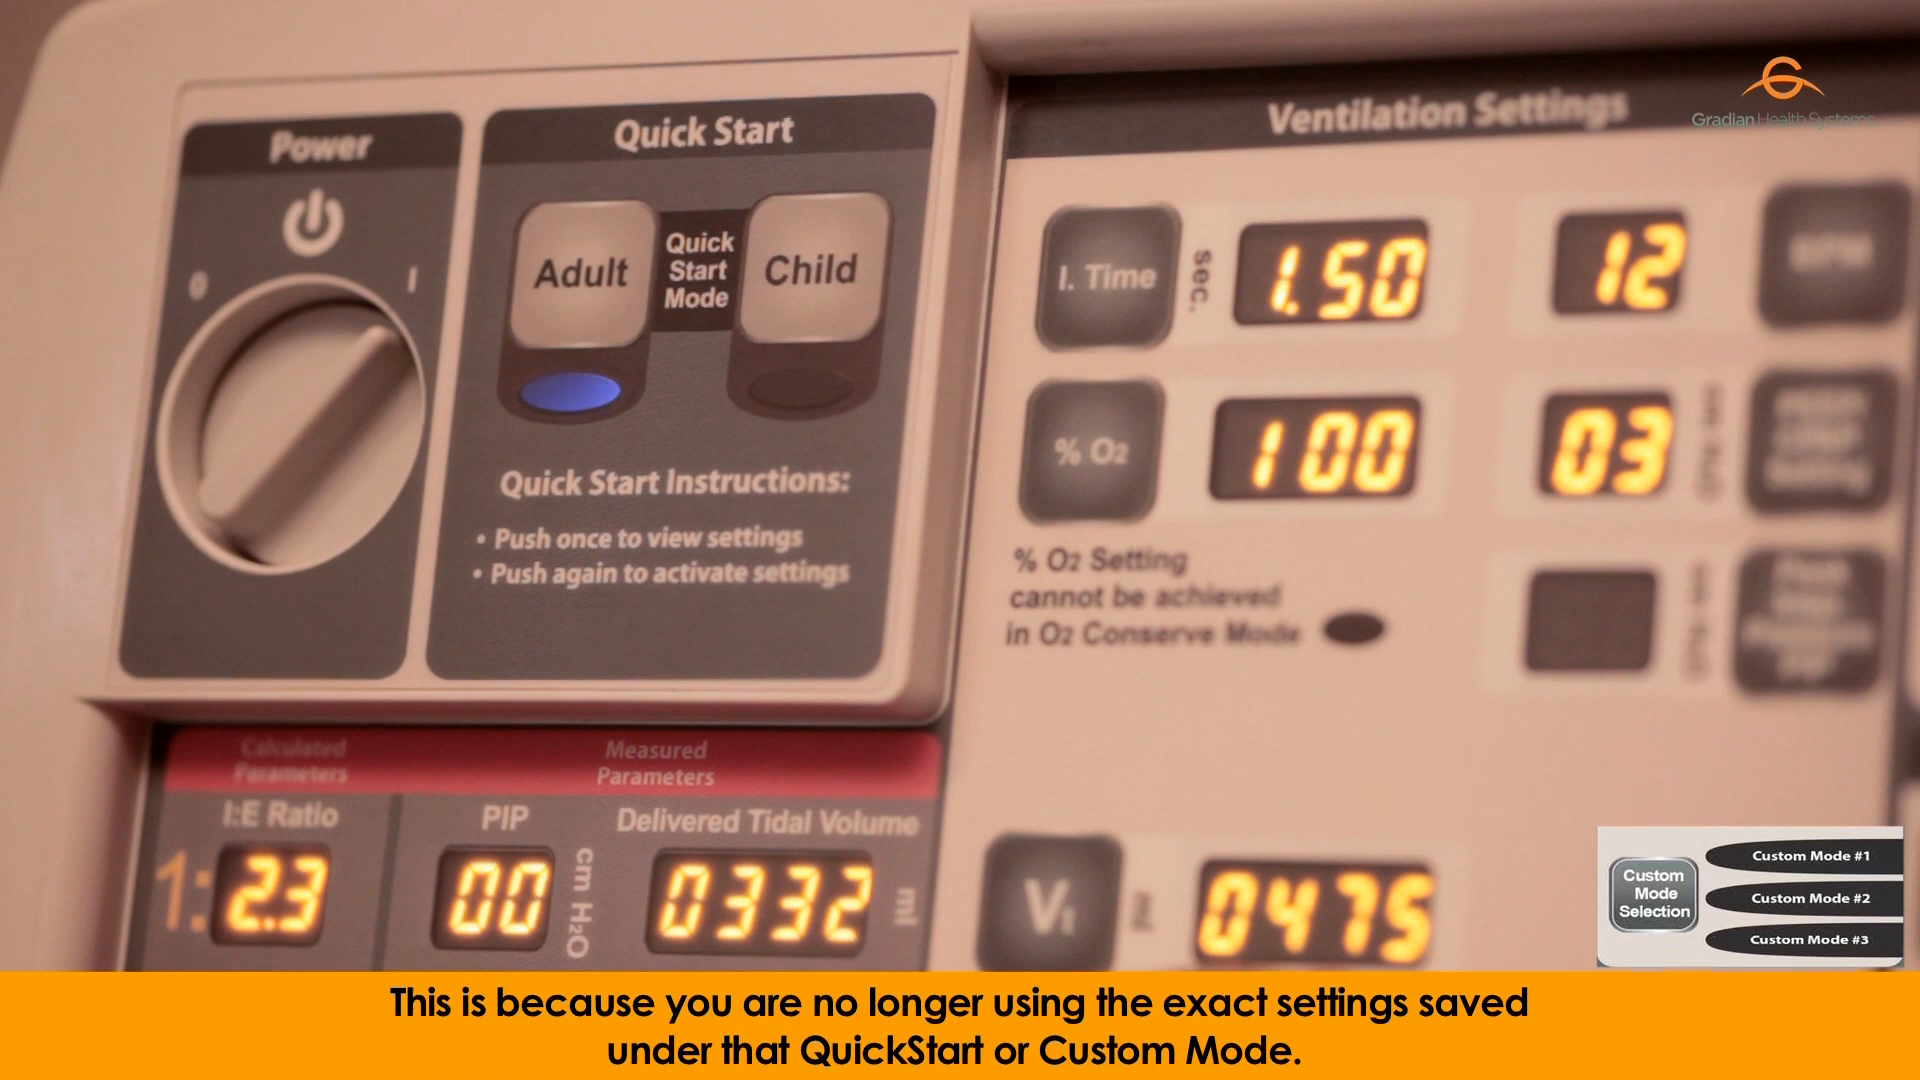 Power
0
I
Quick Start
Adult
Quick
Start
Mode
Child
Quick Start Instructions:
• Push once to view settings
• Push again to activate settings
Ventilation Settings
Gradian Health Systems
I. Time
sec.
1.50
12
BPM
% O2
100
03
% O2 Setting
cannot be achieved
in O2 Conserve Mode
Calculated
Parameters
Measured
Parameters
I:E Ratio
PIP
Delivered Tidal Volume
1:
2.3
00
cm H2O
0332
ml
Vt
ml
0475
Custom
Mode
Selection
Custom Mode #1
Custom Mode #2
Custom Mode #3
This is because you are no longer using the exact settings saved
under that QuickStart or Custom Mode.